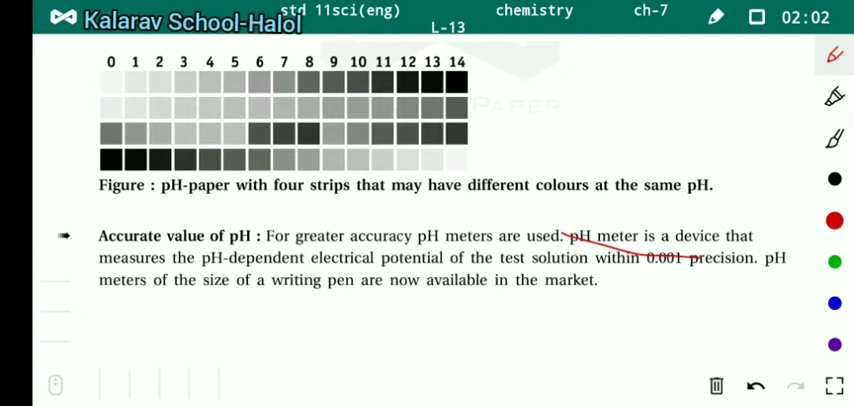 std 11sci(eng) chemistry ch-7 02:02
Kalarav School-Halol L-13
0 1 2 3 4 5 6 7 8 9 10 11 12 13 14
PAPER
Figure : pH-paper with four strips that may have different colours at the same pH.
Accurate value of pH : For greater accuracy pH meters are used. pH meter is a device that
measures the pH-dependent electrical potential of the test solution within 0.001 precision. pH
meters of the size of a writing pen are now available in the market.